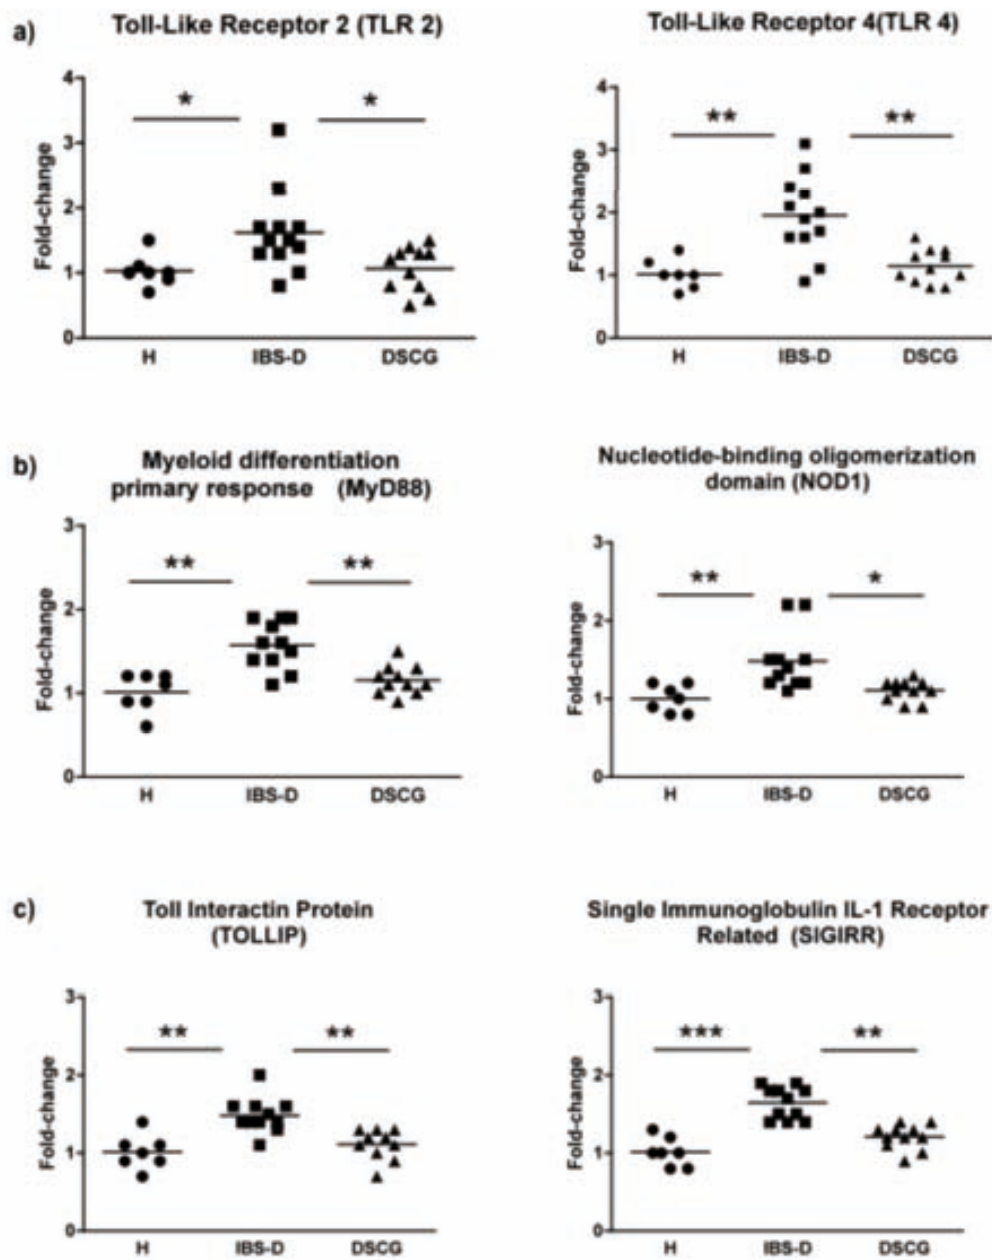 a)
Toll-Like Receptor 2 (TLR 2)
Toll-Like Receptor 4(TLR 4)
4
3
2
1
0
Fold-change
*
*
H
IBS-D
DSCG
4
3
2
1
0
Fold-change
**
**
H
IBS-D
DSCG
b)
Myeloid differentiation
primary response (MyD88)
Nucleotide-binding oligomerization
domain (NOD1)
3
2
1
0
Fold-change
**
**
H
IBS-D
DSCG
3
2
1
0
Fold-change
**
*
H
IBS-D
DSCG
c)
Toll Interactin Protein
(TOLLIP)
Single Immunoglobulin IL-1 Receptor
Related (SIGIRR)
3
2
1
0
Fold-change
**
**
H
IBS-D
DSCG
3
2
1
0
Fold-change
***
**
H
IBS-D
DSCG